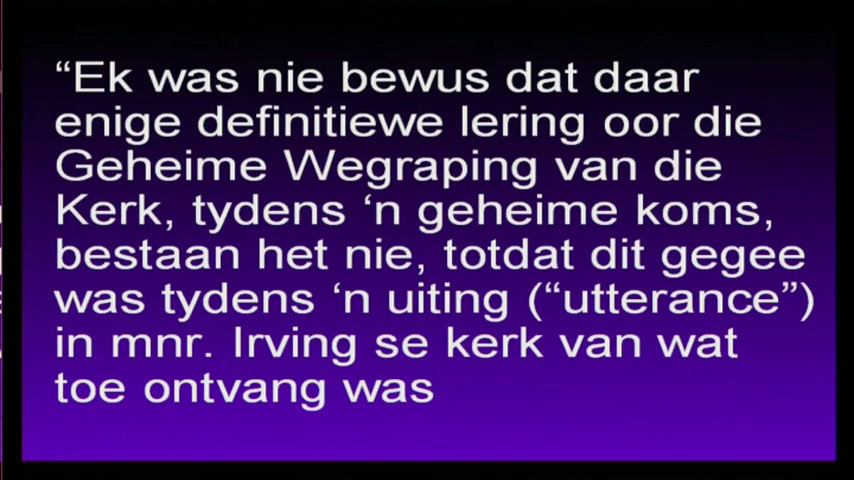 “Ek was nie bewus dat daar
enige definitiewe lering oor die
Geheime Wegraping van die
Kerk, tydens ‘n geheime koms,
bestaan het nie, totdat dit gegee
was tydens ‘n uiting (“utterance”)
in mnr. Irving se kerk van wat
toe ontvang was